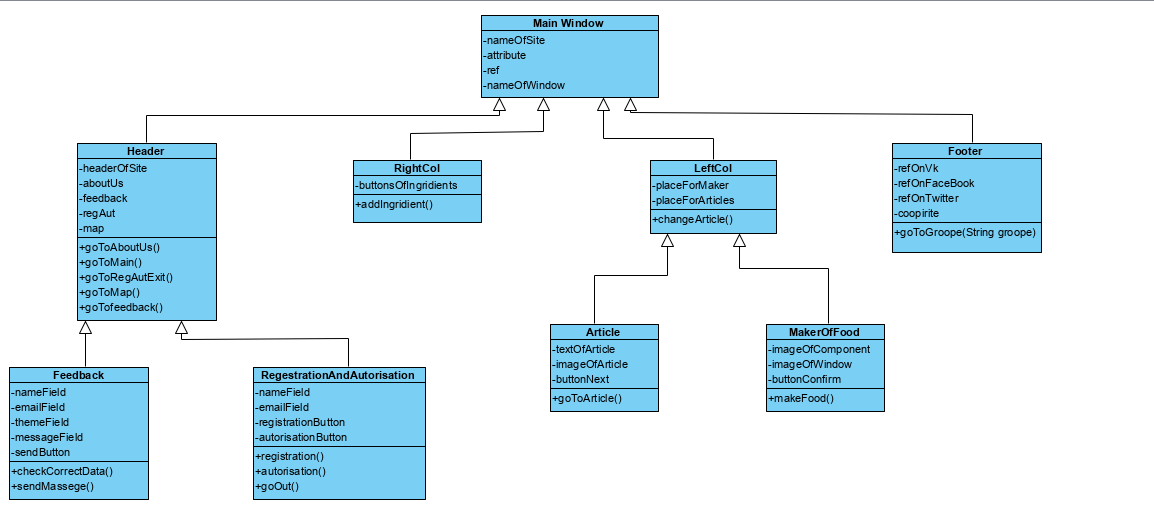 Main Window
-nameOfSite
-attribute
-ref
-nameOfWindow
Header
-headerOfSite
-aboutUs
-feedback
-regAut
-map
+goToAboutUs()
+goToMain()
+goToRegAutExit()
+goToMap()
+goTofeedback()
RightCol
-buttonsOfIngridients
+addIngridient()
LeftCol
-placeForMaker
-placeForArticles
+changeArticle()
Footer
-refOnVk
-refOnFaceBook
-refOnTwitter
-coopirite
+goToGroope(String groope)
Feedback
-nameField
-emailField
-themeField
-messageField
-sendButton
+checkCorrectData()
+sendMassege()
RegestrationAndAutorisation
-nameField
-emailField
-registrationButton
-autorisationButton
+registration()
+autorisation()
+goOut()
Article
-textOfArticle
-imageOfArticle
-buttonNext
+goToArticle()
MakerOfFood
-imageOfComponent
-imageOfWindow
-buttonConfirm
+makeFood()